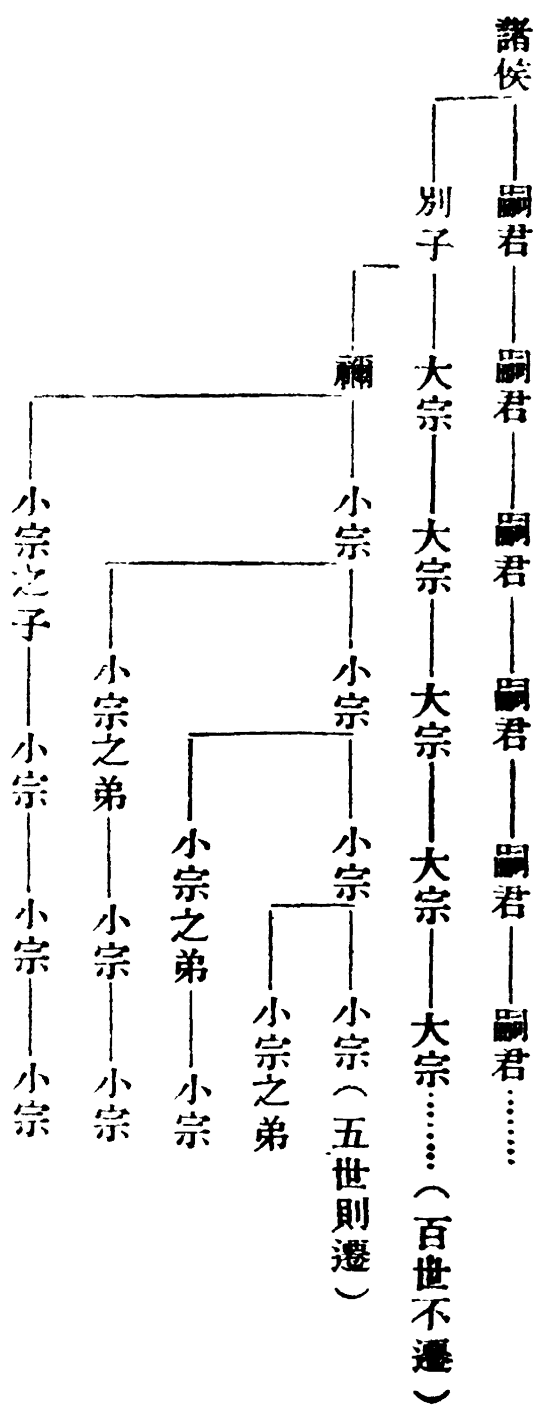 諸侯 嗣君 嗣君 嗣君 嗣君 嗣君 嗣君………
別子 大宗 大宗 大宗 大宗 大宗………（百世不遷）
禰 小宗 小宗 小宗 小宗（五世則遷）
小宗之弟
小宗之弟 小宗
小宗之弟 小宗 小宗
小宗之子 小宗 小宗 小宗